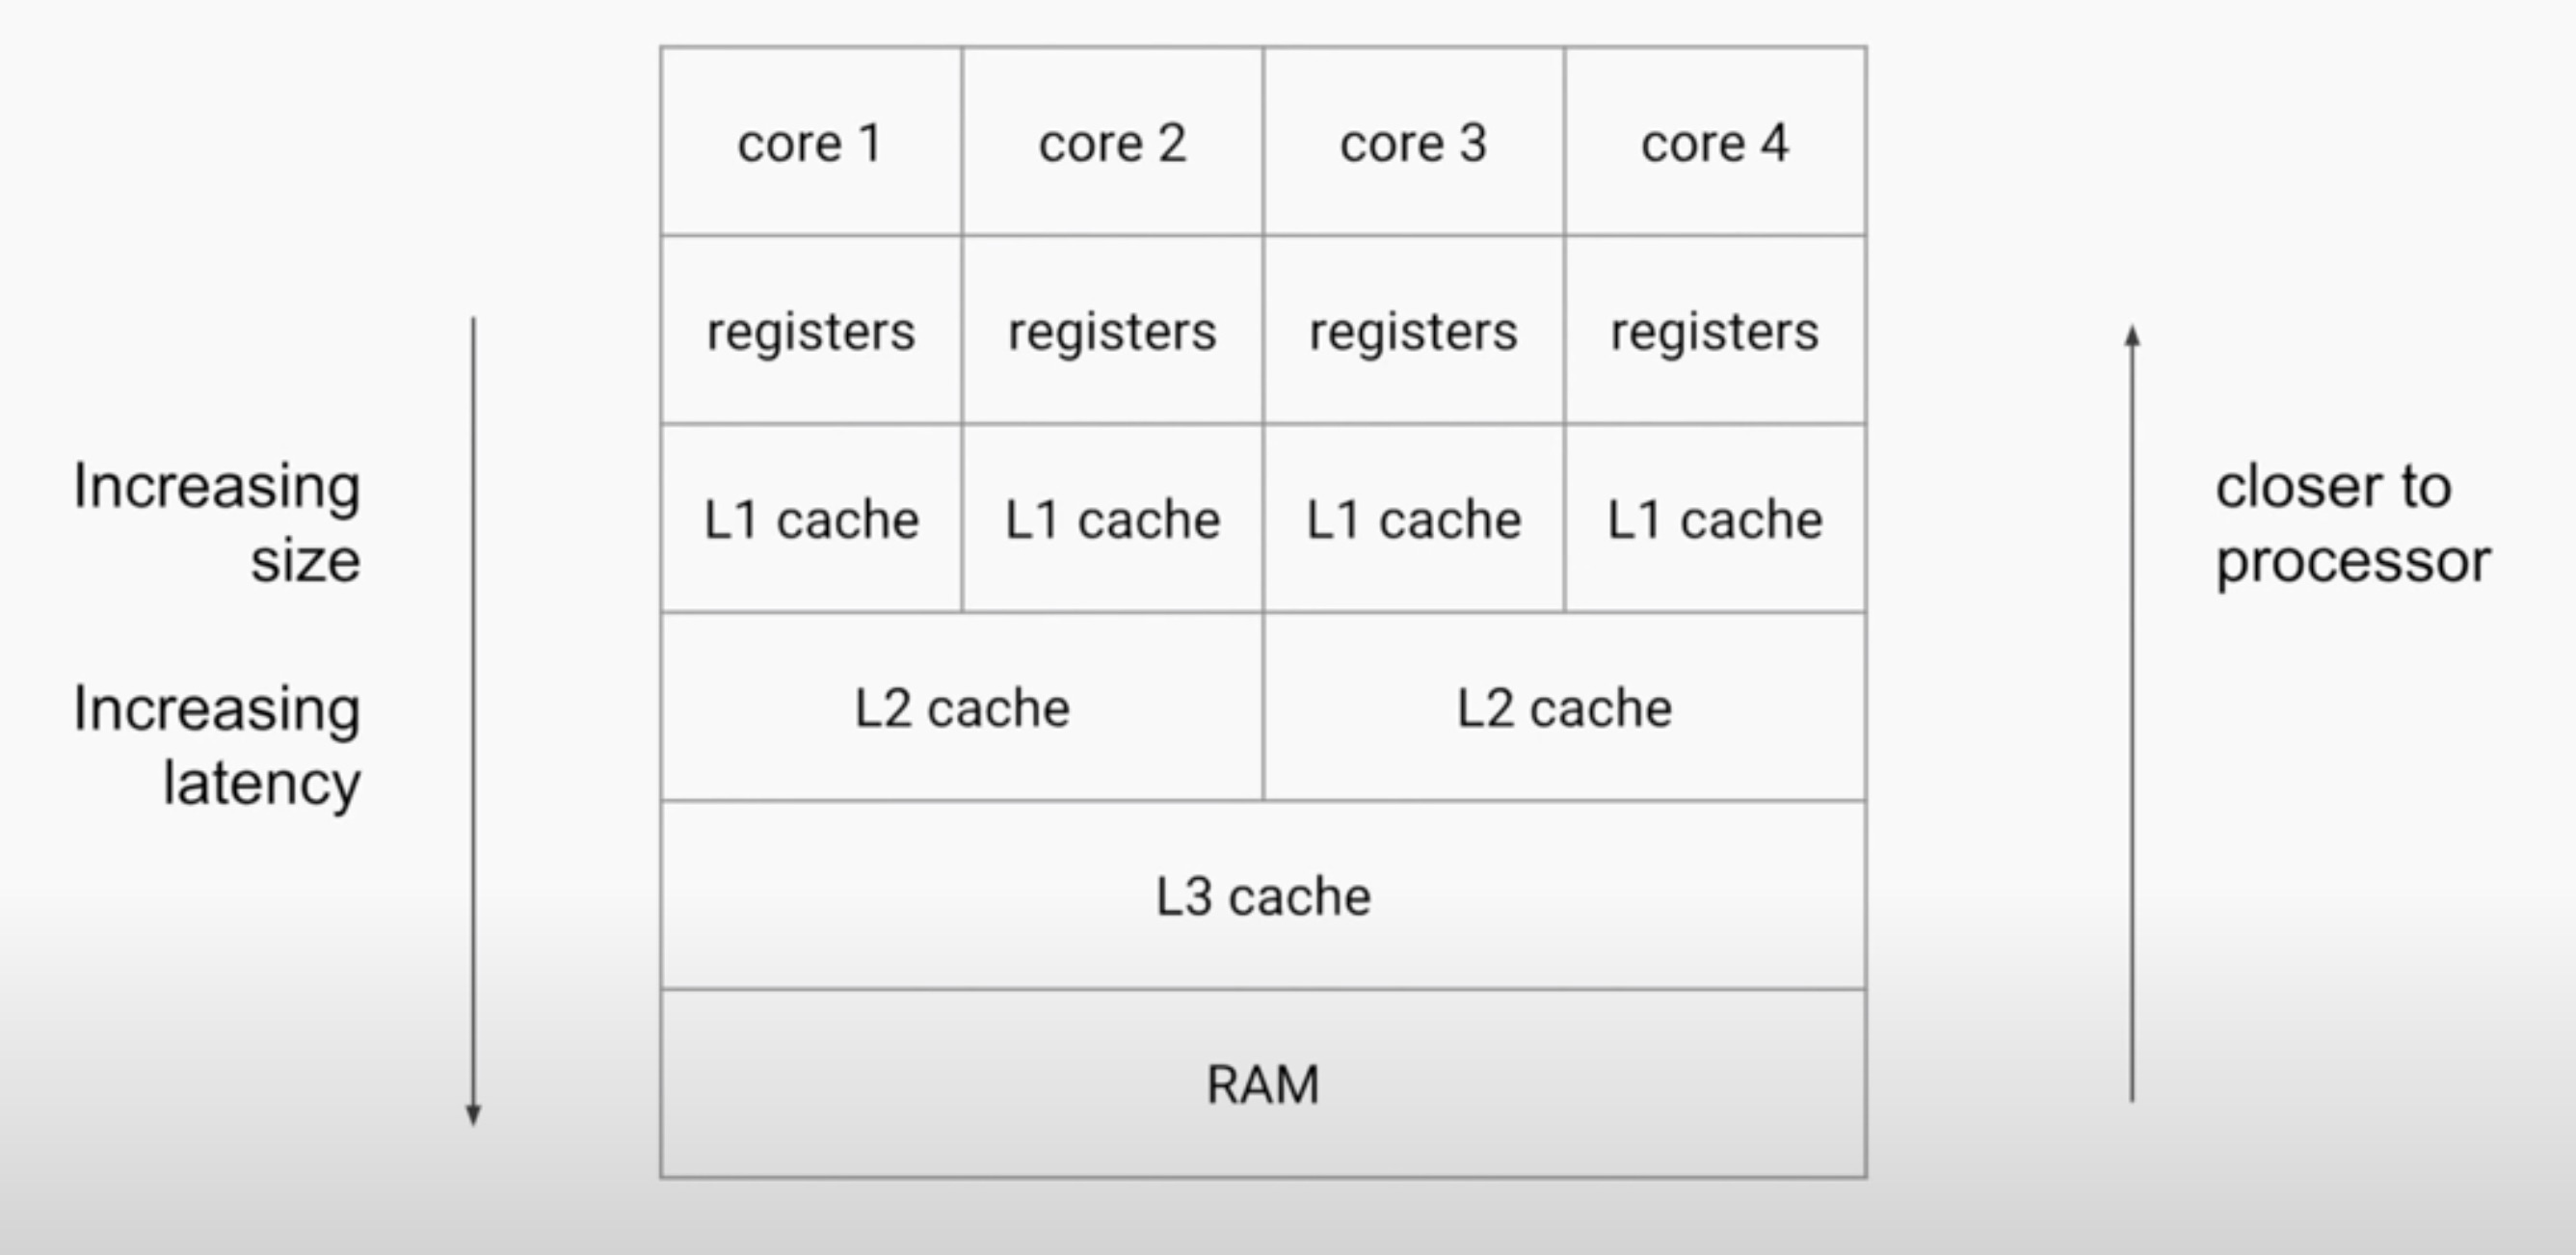 core 1
core 2
core 3
core 4
registers
registers
registers
registers
L1 cache
L1 cache
L1 cache
L1 cache
L2 cache
L2 cache
L3 cache
RAM
Increasing
size
Increasing
latency
closer to
processor